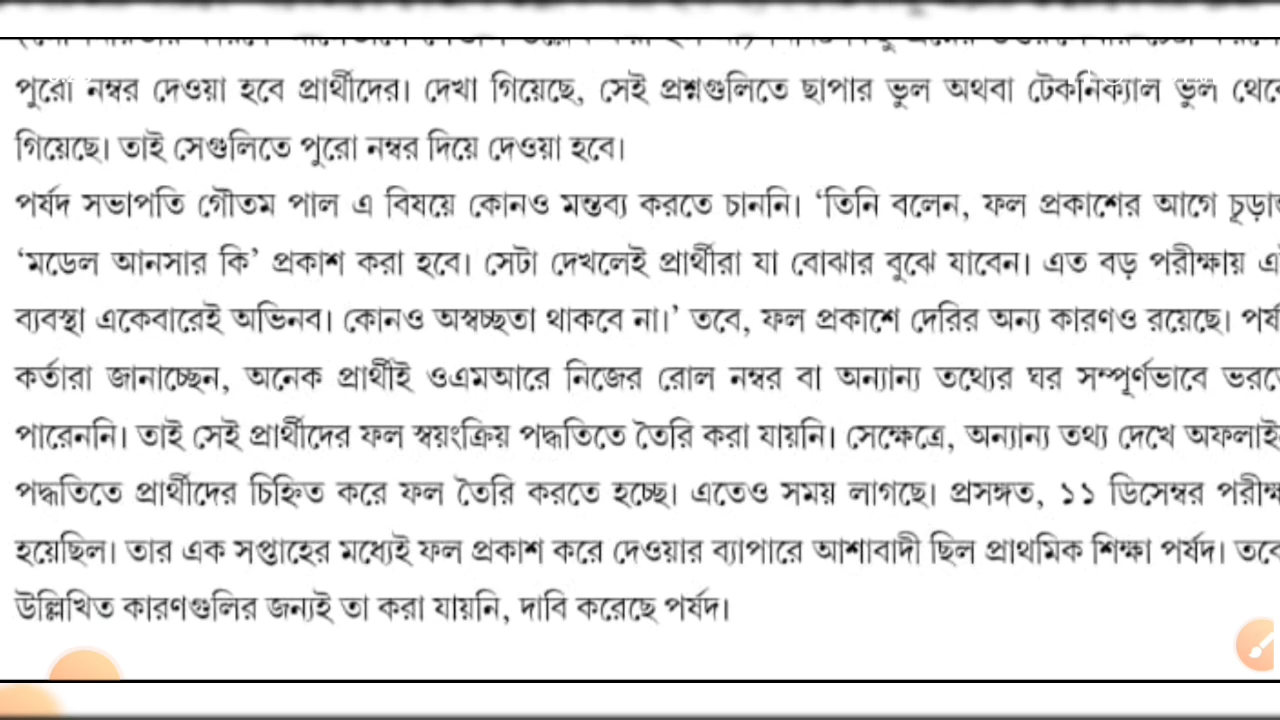 পুরো নম্বর দেওয়া হবে প্রার্থীদের। দেখা গিয়েছে, সেই প্রশ্নগুলিতে ছাপার ভুল অথবা টেকনিক্যাল ভুল থেকে
গিয়েছে। তাই সেগুলিতে পুরো নম্বর দিয়ে দেওয়া হবে।
পর্ষদ সভাপতি গৌতম পাল এ বিষয়ে কোনও মন্তব্য করতে চাননি। ‘তিনি বলেন, ফল প্রকাশের আগে
‘মডেল আনসার কি’ প্রকাশ করা হবে। সেটা দেখলেই প্রার্থীরা যা বোঝার বুঝে যাবেন। এত বড় পরীক্ষায়
ব্যবস্থা একেবারেই অভিনব। কোনও অস্বচ্ছতা থাকবে না।’ তবে, ফল প্রকাশে দেরির অন্য কারণও রয়েছে।
কর্তারা জানাচ্ছেন, অনেক প্রার্থীই ওএমআরে নিজের রোল নম্বর বা অন্যান্য তথ্যের ঘর সম্পূর্ণভাবে ভরতে
পারেননি। তাই সেই প্রার্থীদের ফল স্বয়ংক্রিয় পদ্ধতিতে তৈরি করা যায়নি। সেক্ষেত্রে, অন্যান্য তথ্য দেখে
পদ্ধতিতে প্রার্থীদের চিহ্নিত করে ফল তৈরি করতে হচ্ছে। এতেও সময় লাগছে। প্রসঙ্গত, ১১ ডিসেম্বর
হয়েছিল। তার এক সপ্তাহের মধ্যেই ফল প্রকাশ করে দেওয়ার ব্যাপারে আশাবাদী ছিল প্রাথমিক শিক্ষা পর্ষদ। তবে
উল্লিখিত কারণগুলির জন্যই তা করা যায়নি, দাবি করেছে পর্ষদ।